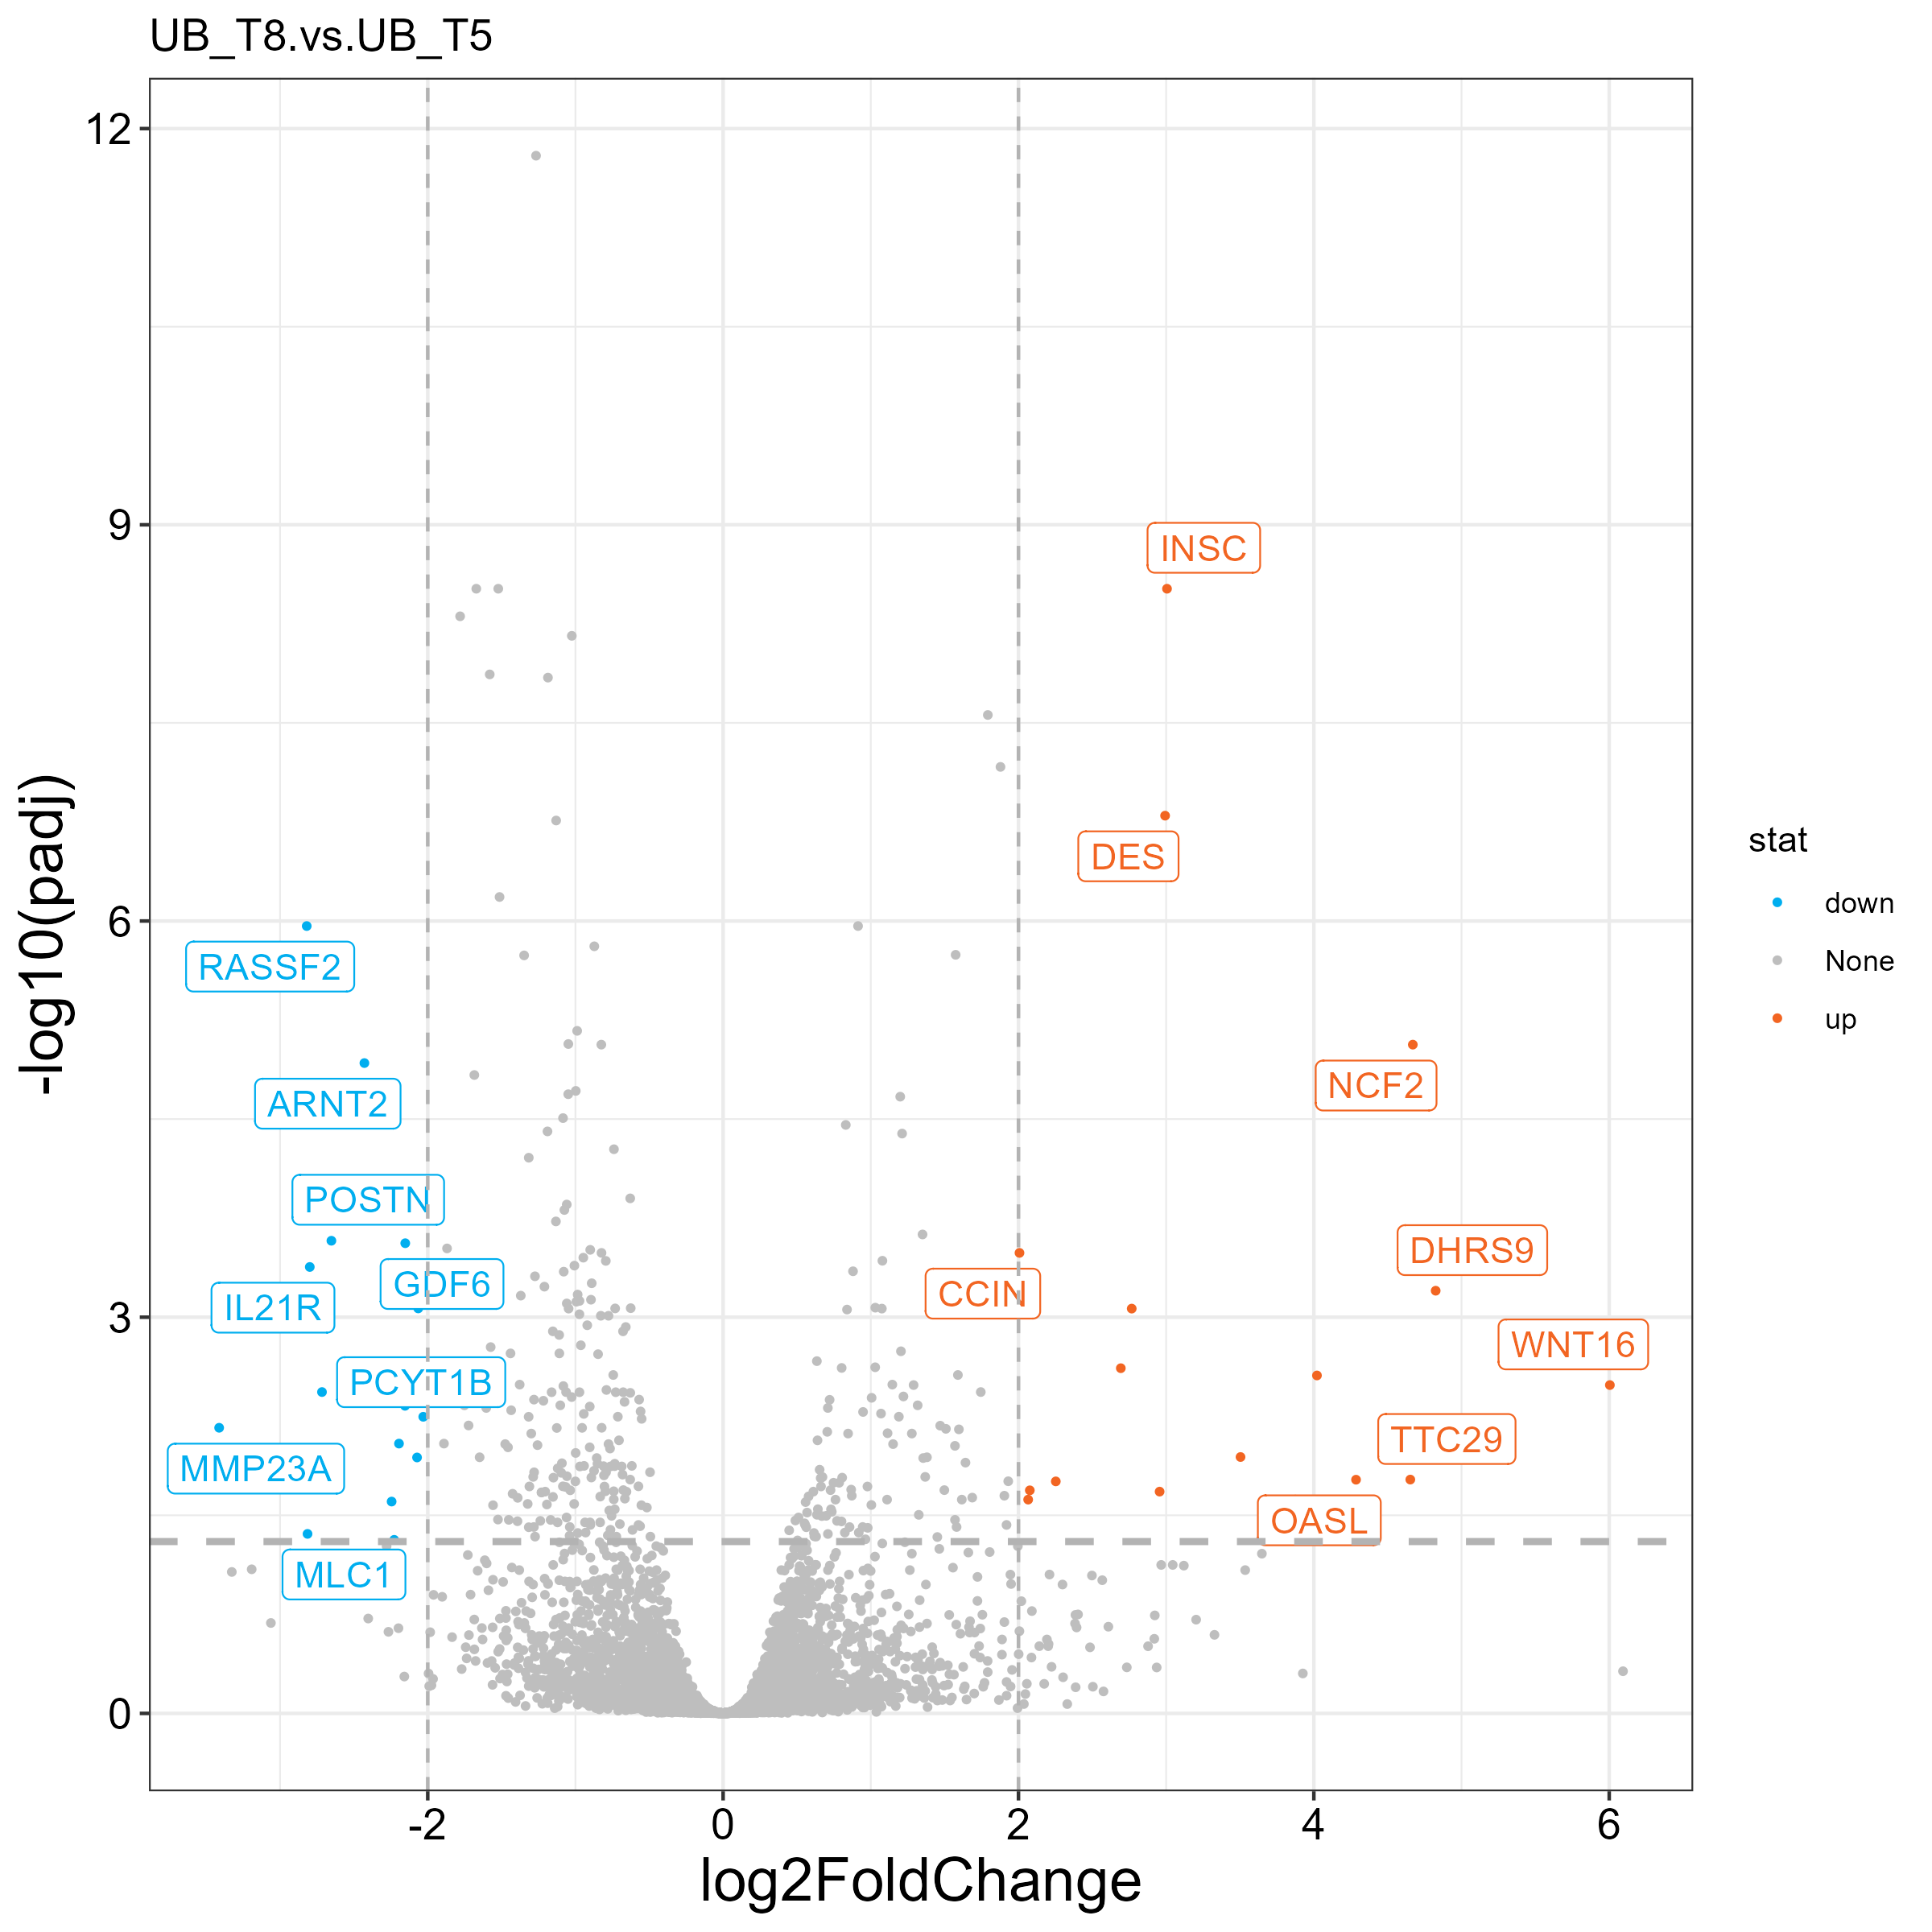 UB_T8.vs.UB_T5
12
9
6
3
0
-log10(padj)
INSC
DES
RASSF2
NCF2
ARNT2
POSTN
DHRS9
GDF6
CCIN
IL21R
WNT16
PCYT1B
TTC29
MMP23A
OASL
MLC1
-2
0
2
4
6
log2FoldChange
stat
down
None
up